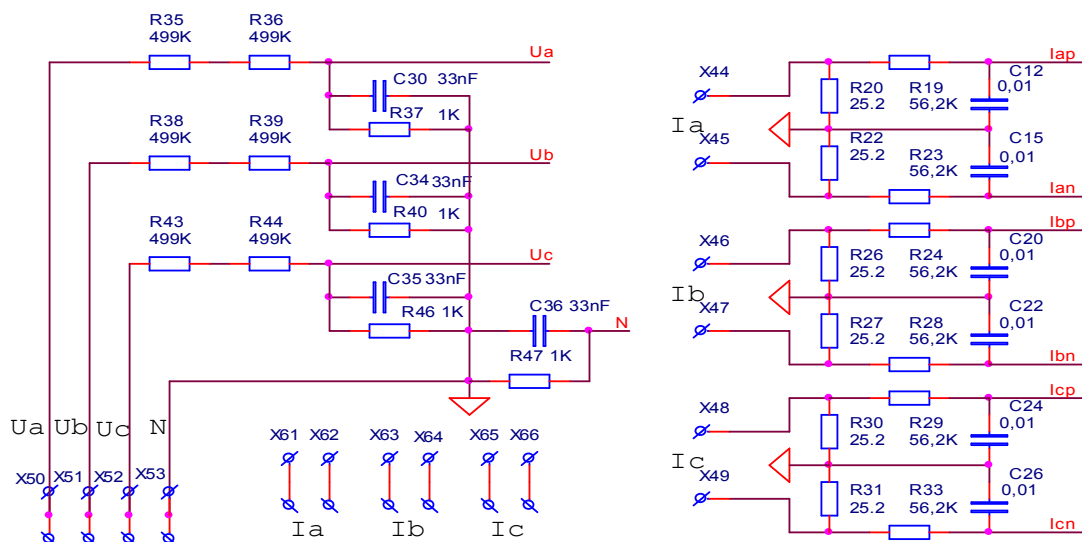 R35
499K
R36
499K
Ua
C30 33nF
R37 1K
R38
499K
R39
499K
Ub
C34 33nF
R40 1K
R43
499K
R44
499K
Uc
C35 33nF
R46 1K
C36 33nF
N
R47 1K
Ua Ub Uc N
X50 X51 X52 X53
X61 X62 X63 X64 X65 X66
Ia Ib Ic
X44
Ia
X45
R20
25.2
R19
56,2K
C12
0,01
Iap
R22
25.2
R23
56,2K
C15
0,01
Ian
X46
Ib
X47
R26
25.2
R24
56,2K
C20
0,01
Ibp
R27
25.2
R28
56,2K
C22
0,01
Ibn
X48
Ic
X49
R30
25.2
R29
56,2K
C24
0,01
Icp
R31
25.2
R33
56,2K
C26
0,01
Icn